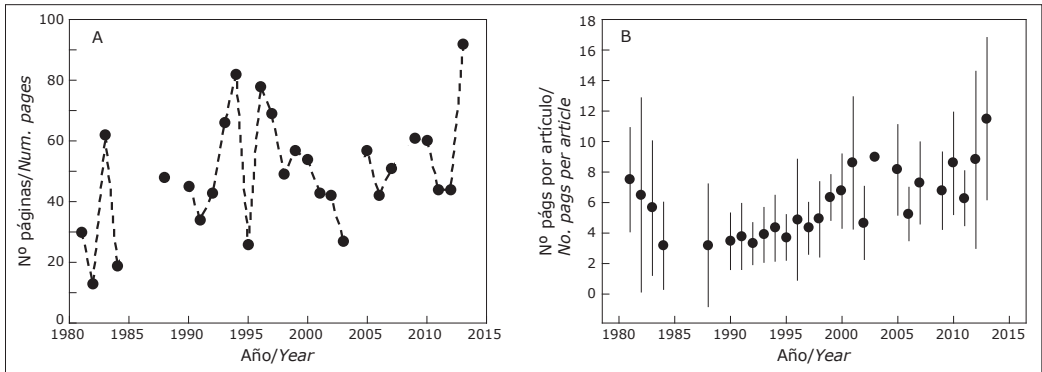 A
Nº páginas/Num. pages
100
80
60
40
20
0
1980 1985 1990 1995 2000 2005 2010 2015
Año/Year
B
Nº págs por artículo/
No. pags per article
18
16
14
12
10
8
6
4
2
0
1980 1985 1990 1995 2000 2005 2010 2015
Año/Year